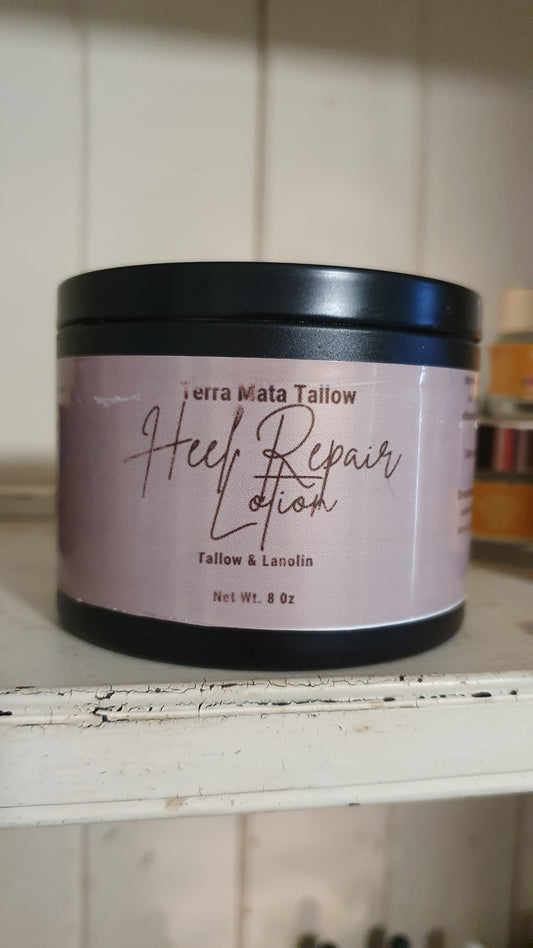 Terra Mata Tallow
Heel Repair
Lotion
Tallow & Lanolin
Net Wt. 8 Oz